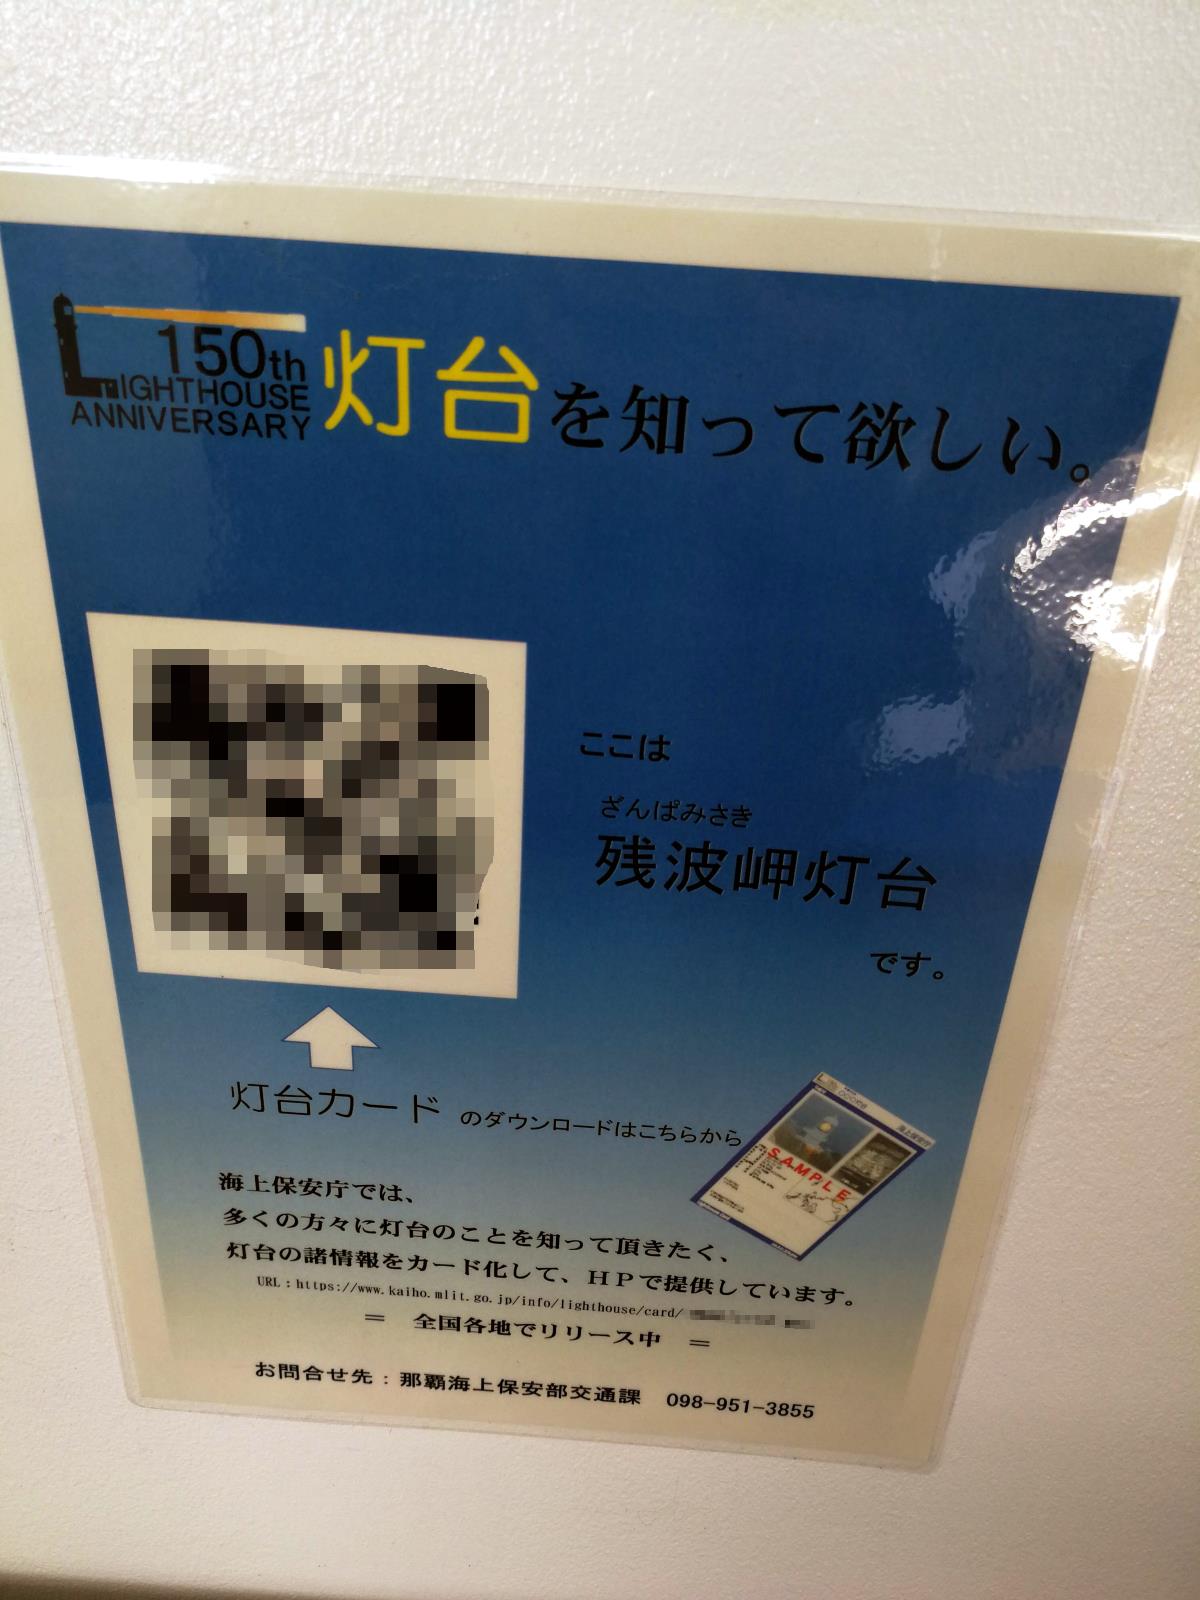 150th
LIGHTHOUSE
ANNIVERSARY
灯台を知って欲しい。
ここは
ざんぱみさき
残波岬灯台
です。
灯台カード のダウンロードはこちらから
海上保安庁
SAMPLE
海上保安庁では、
多くの方々に灯台のことを知って頂きたく、
灯台の諸情報をカード化して、HPで提供しています。
URL:https://www.kaiho.mlit.go.jp/info/lighthouse/card/
= 全国各地でリリース中 =
お問合せ先:那覇海上保安部交通課 098-951-3855